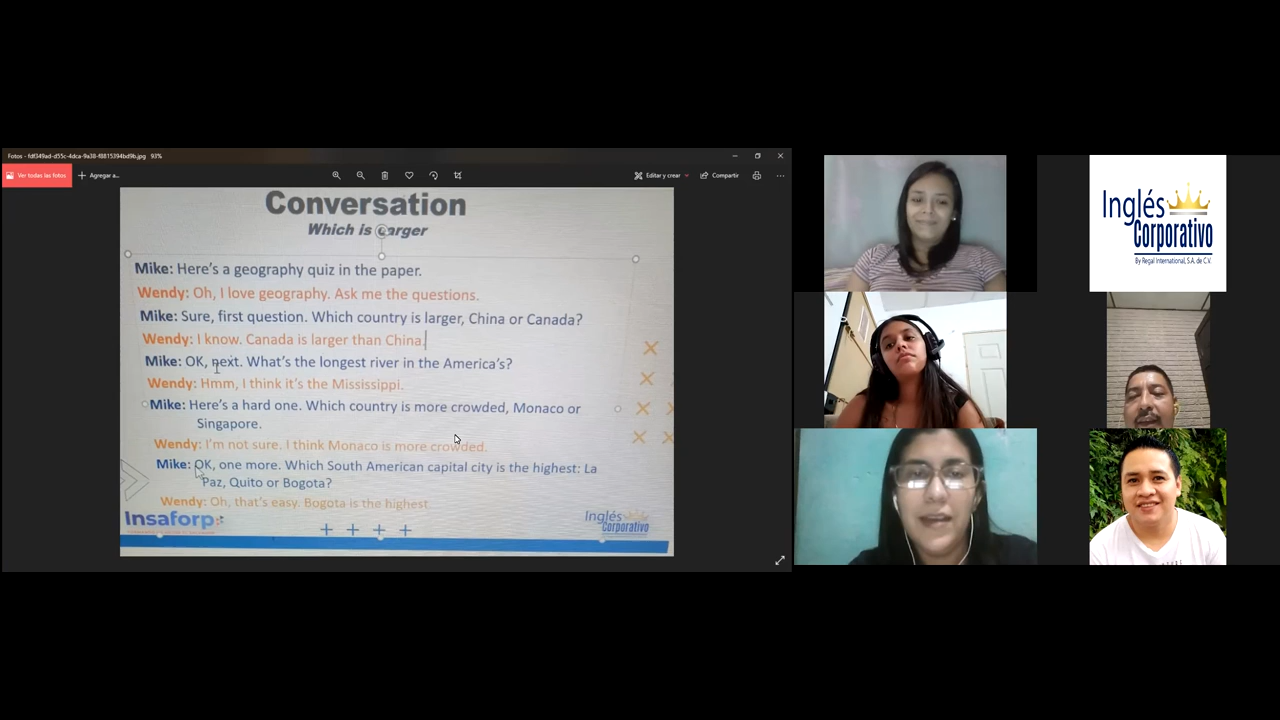 Fotos - fdf349ad-d55c-4dca-9a38-f8815394bd9b.jpg 93%
Ver todas las fotos
Agregar a...
Editar y crear
Compartir
Conversation
Which is Larger
Mike: Here's a geography quiz in the paper.
Wendy: Oh, I love geography. Ask me the questions.
Mike: Sure, first question. Which country is larger, China or Canada?
Wendy: I know. Canada is larger than China.
Mike: OK, next. What's the longest river in the America's?
Wendy: Hmm, I think it's the Mississippi.
Mike: Here's a hard one. Which country is more crowded, Monaco or
Singapore.
Wendy: I'm not sure. I think Monaco is more crowded.
Mike: OK, one more. Which South American capital city is the highest: La
Paz, Quito or Bogota?
Wendy: Oh, that's easy. Bogota is the highest
Insaforp
Inglés
Corporativo
Inglés
Corporativo
By Regal International, S.A. de C.V.